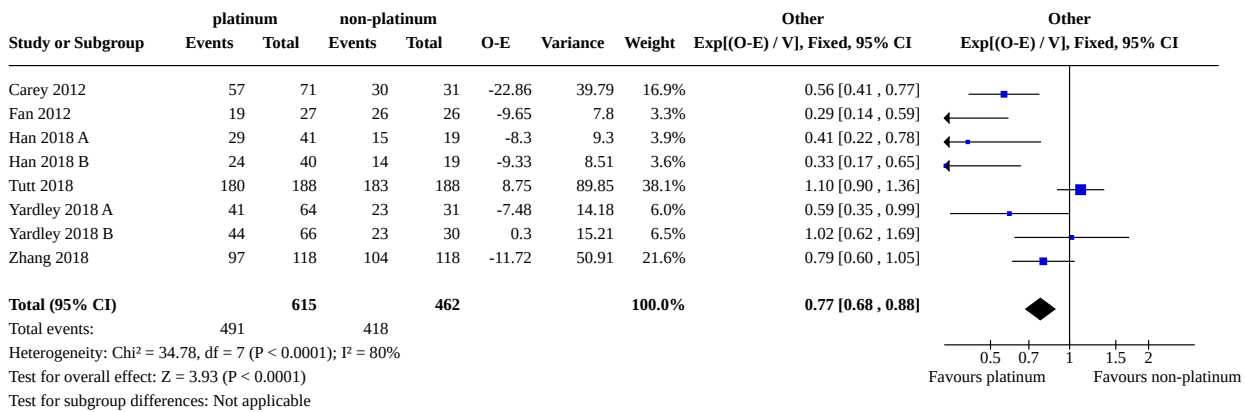 platinum non-platinum Other Other
Study or Subgroup Events Total Events Total O-E Variance Weight Exp[(O-E) / V], Fixed, 95% CI Exp[(O-E) / V], Fixed, 95% CI
Carey 2012 57 71 30 31 -22.86 39.79 16.9% 0.56 [0.41 , 0.77]
Fan 2012 19 27 26 26 -9.65 7.8 3.3% 0.29 [0.14 , 0.59]
Han 2018 A 29 41 15 19 -8.3 9.3 3.9% 0.41 [0.22 , 0.78]
Han 2018 B 24 40 14 19 -9.33 8.51 3.6% 0.33 [0.17 , 0.65]
Tutt 2018 180 188 183 188 8.75 89.85 38.1% 1.10 [0.90 , 1.36]
Yardley 2018 A 41 64 23 31 -7.48 14.18 6.0% 0.59 [0.35 , 0.99]
Yardley 2018 B 44 66 23 30 0.3 15.21 6.5% 1.02 [0.62 , 1.69]
Zhang 2018 97 118 104 118 -11.72 50.91 21.6% 0.79 [0.60 , 1.05]
Total (95% CI) 615 462 100.0% 0.77 [0.68 , 0.88]
Total events: 491 418
Heterogeneity: Chi² = 34.78, df = 7 (P < 0.0001); I² = 80%
0.5 0.7 1 1.5 2
Test for overall effect: Z = 3.93 (P < 0.0001) Favours platinum Favours non-platinum
Test for subgroup differences: Not applicable